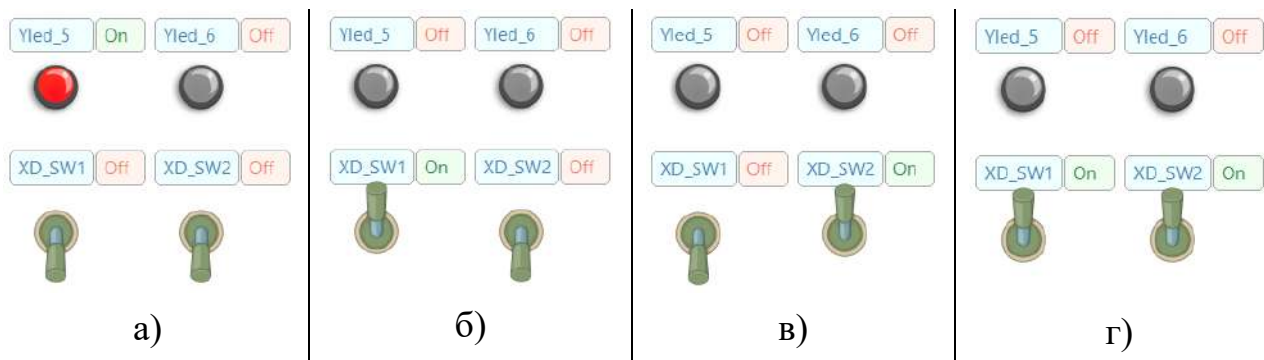 Yled_5 On Yled_6 Off
XD_SW1 Off XD_SW2 Off
а)
Yled_5 Off Yled_6 Off
XD_SW1 On XD_SW2 Off
б)
Yled_5 Off Yled_6 Off
XD_SW1 Off XD_SW2 On
в)
Yled_5 Off Yled_6 Off
XD_SW1 On XD_SW2 On
г)